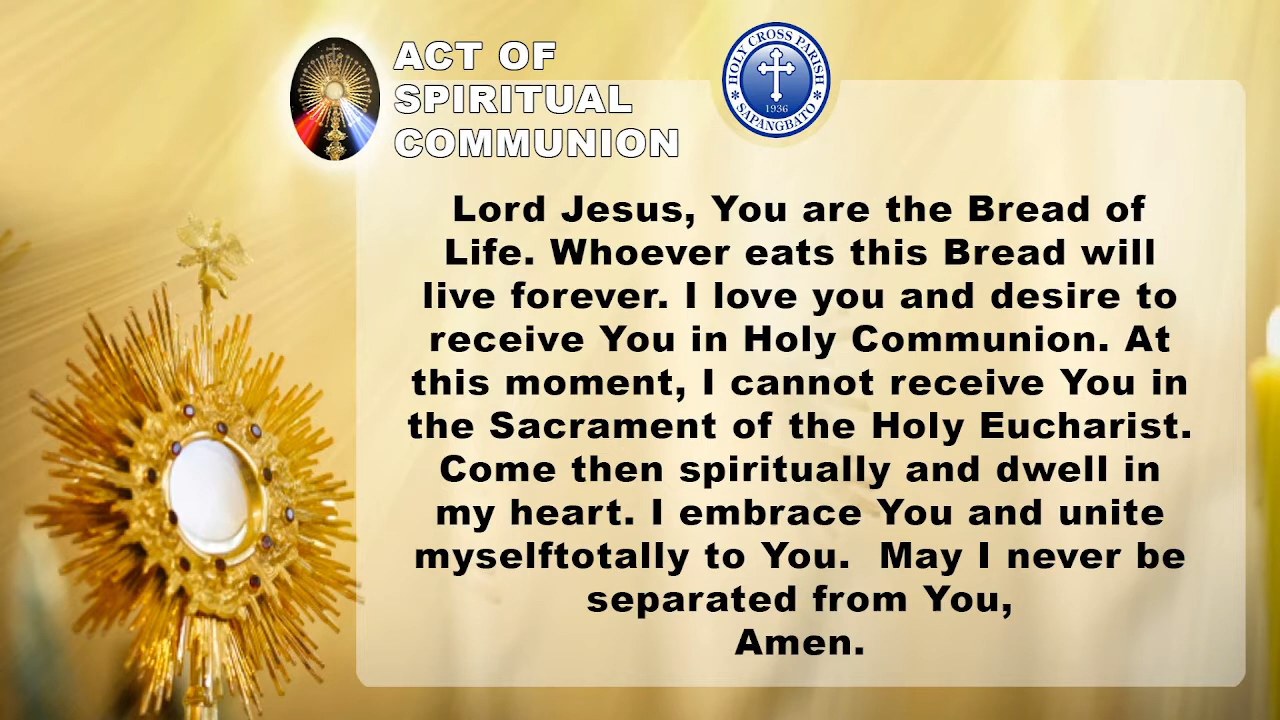 ACT OF
SPIRITUAL
COMMUNION
HOLY CROSS PARISH
1936
SAPANGBATO
Lord Jesus, You are the Bread of
Life. Whoever eats this Bread will
live forever. I love you and desire to
receive You in Holy Communion. At
this moment, I cannot receive You in
the Sacrament of the Holy Eucharist.
Come then spiritually and dwell in
my heart. I embrace You and unite
myselftotally to You.  May I never be
separated from You,
Amen.